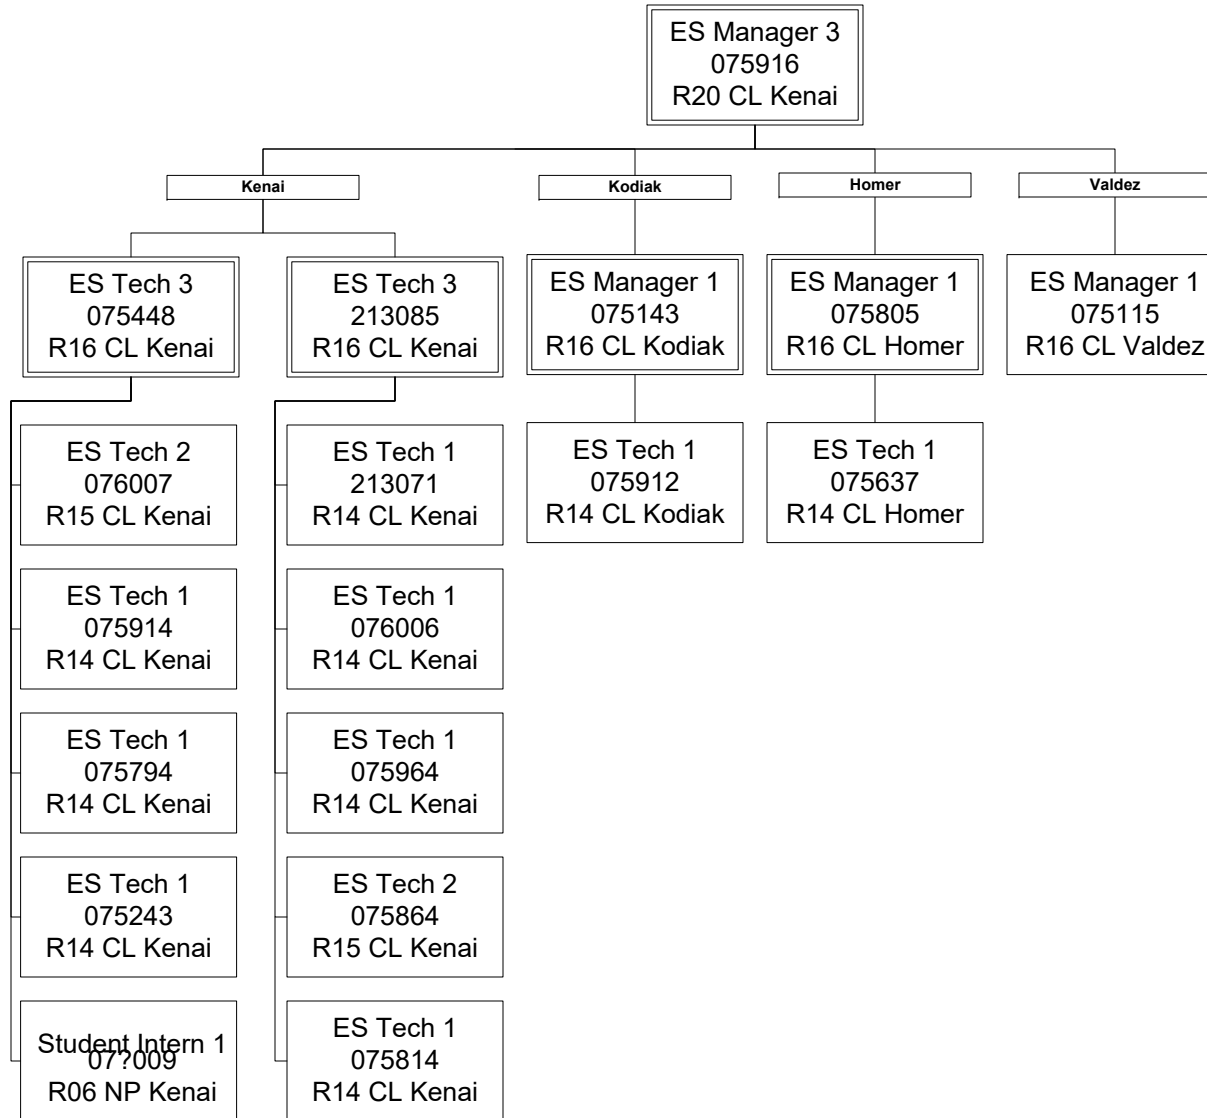 ES Manager 3
075916
R20 CL Kenai
Kenai
Kodiak
Homer
Valdez
ES Tech 3
075448
R16 CL Kenai
ES Tech 3
213085
R16 CL Kenai
ES Manager 1
075143
R16 CL Kodiak
ES Manager 1
075805
R16 CL Homer
ES Manager 1
075115
R16 CL Valdez
ES Tech 2
076007
R15 CL Kenai
ES Tech 1
213071
R14 CL Kenai
ES Tech 1
075912
R14 CL Kodiak
ES Tech 1
075637
R14 CL Homer
ES Tech 1
075914
R14 CL Kenai
ES Tech 1
076006
R14 CL Kenai
ES Tech 1
075794
R14 CL Kenai
ES Tech 1
075964
R14 CL Kenai
ES Tech 1
075243
R14 CL Kenai
ES Tech 2
075864
R15 CL Kenai
Student Intern 1
07?009
R06 NP Kenai
ES Tech 1
075814
R14 CL Kenai